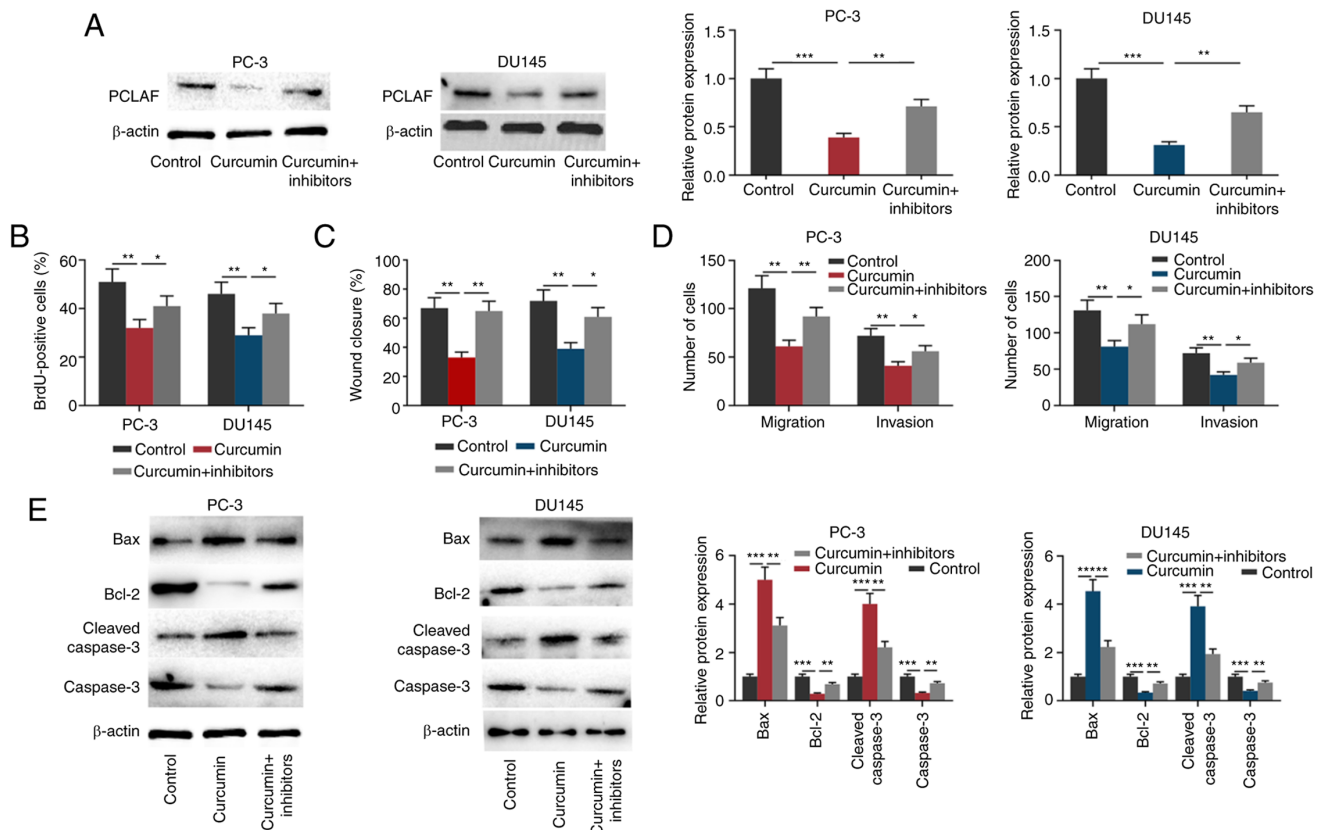 A
PC-3
PCLAF
β-actin
Control Curcumin Curcumin+
inhibitors
DU145
PCLAF
β-actin
Control Curcumin Curcumin+
inhibitors
PC-3
Relative protein expression
1.5
1.0
0.5
0.0
*** **
Control Curcumin Curcumin+
inhibitors
DU145
Relative protein expression
1.5
1.0
0.5
0.0
*** **
Control Curcumin Curcumin+
inhibitors
B
BrdU-positive cells (%)
60
40
20
0
** * ** *
PC-3 DU145
Control Curcumin
Curcumin+inhibitors
C
Wound closure (%)
100
80
60
40
20
0
** ** ** *
PC-3 DU145
Control Curcumin
Curcumin+inhibitors
D
PC-3
Number of cells
150
100
50
0
Control
Curcumin
Curcumin+inhibitors
** ** ** *
Migration Invasion
DU145
Number of cells
200
150
100
50
0
Control
Curcumin
Curcumin+inhibitors
** * ** *
Migration Invasion
E
PC-3
Bax
Bcl-2
Cleaved
caspase-3
Caspase-3
β-actin
Control
Curcumin
Curcumin+
inhibitors
DU145
Bax
Bcl-2
Cleaved
caspase-3
Caspase-3
β-actin
Control
Curcumin
Curcumin+
inhibitors
PC-3
Relative protein expression
6
4
2
0
Curcumin+inhibitors
Curcumin Control
*** ** *** ** *** ** *** **
Bax
Bcl-2
Cleaved
caspase-3
Caspase-3
DU145
Relative protein expression
6
4
2
0
Curcumin+inhibitors
Curcumin Control
***** *** ** *** ** *** **
Bax
Bcl-2
Cleaved
caspase-3
Caspase-3